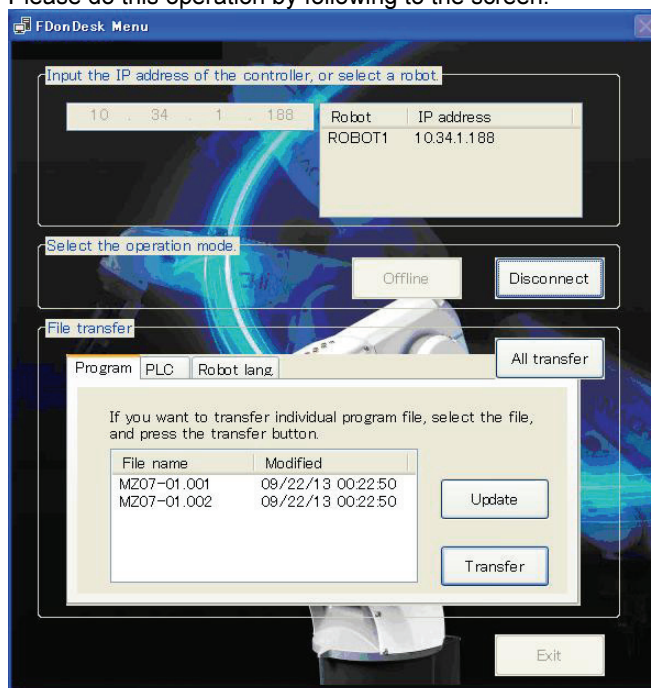 Please do this operation by following to the screen.
FDonDesk Menu
Input the IP address of the controller, or select a robot.
10 . 34 . 1 . 188
Robot IP address
ROBOT1 10.34.1.188
Select the operation mode.
Offline Disconnect
File transfer
All transfer
Program PLC Robot lang.
If you want to transfer individual program file, select the file,
and press the transfer button.
File name Modified
MZ07-01.001 09/22/13 00:22:50
MZ07-01.002 09/22/13 00:22:50
Update
Transfer
Exit